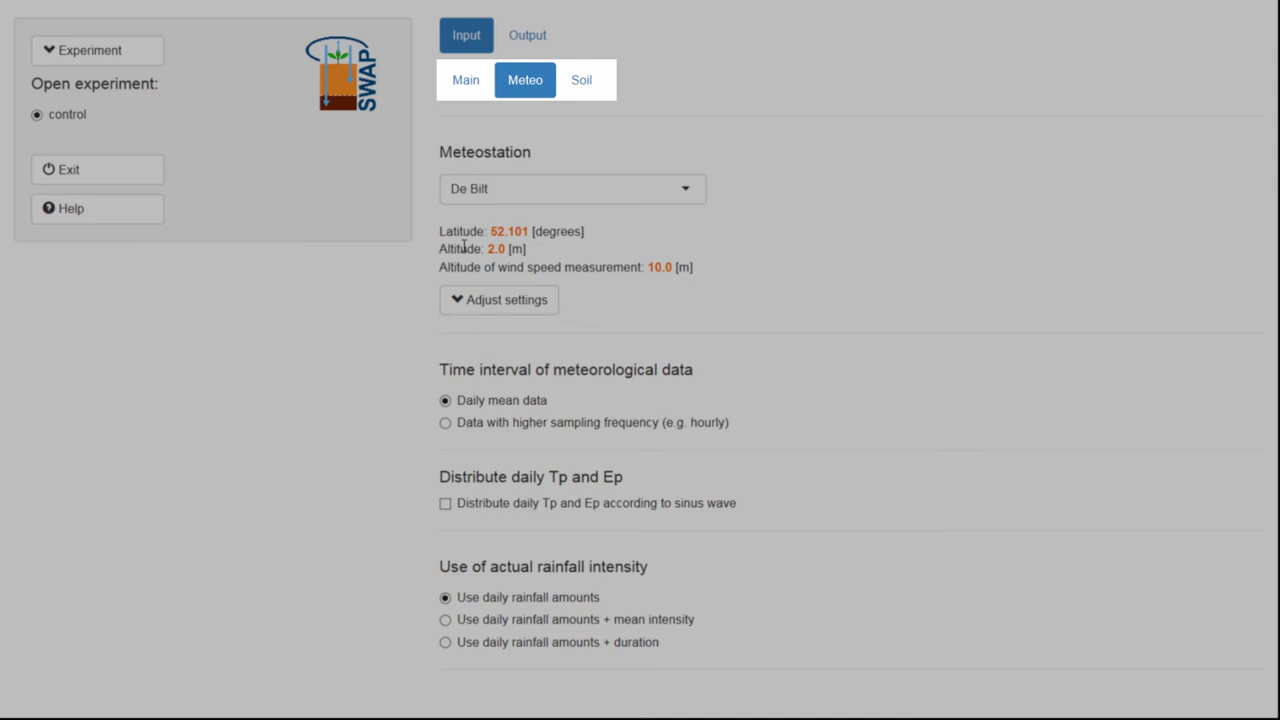 Experiment
Open experiment:
control
Exit
Help
SWAP
Input Output
Main Meteo Soil
Meteostation
De Bilt
Latitude: 52.101 [degrees]
Altitude: 2.0 [m]
Altitude of wind speed measurement: 10.0 [m]
Adjust settings
Time interval of meteorological data
Daily mean data
Data with higher sampling frequency (e.g. hourly)
Distribute daily Tp and Ep
Distribute daily Tp and Ep according to sinus wave
Use of actual rainfall intensity
Use daily rainfall amounts
Use daily rainfall amounts + mean intensity
Use daily rainfall amounts + duration